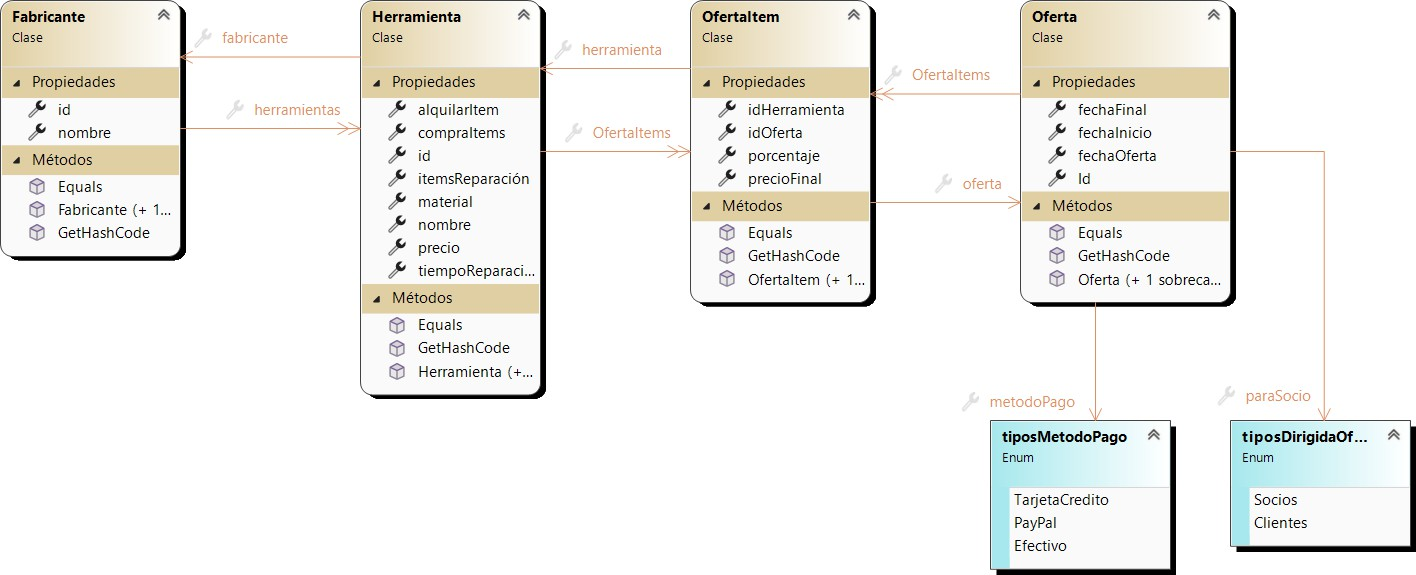 Fabricante
Clase
Propiedades
id
nombre
Métodos
Equals
Fabricante (+ 1...
GetHashCode
fabricante
herramientas
Herramienta
Clase
Propiedades
alquilarItem
compraItems
id
itemsReparación
material
nombre
precio
tiempoReparaci...
Métodos
Equals
GetHashCode
Herramienta (+...
herramienta
OfertaItems
OfertaItem
Clase
Propiedades
idHerramienta
idOferta
porcentaje
precioFinal
Métodos
Equals
GetHashCode
OfertaItem (+ 1...
OfertaItems
oferta
Oferta
Clase
Propiedades
fechaFinal
fechaInicio
fechaOferta
Id
Métodos
Equals
GetHashCode
Oferta (+ 1 sobreca...
metodoPago
paraSocio
tiposMetodoPago
Enum
TarjetaCredito
PayPal
Efectivo
tiposDirigidaOf...
Enum
Socios
Clientes